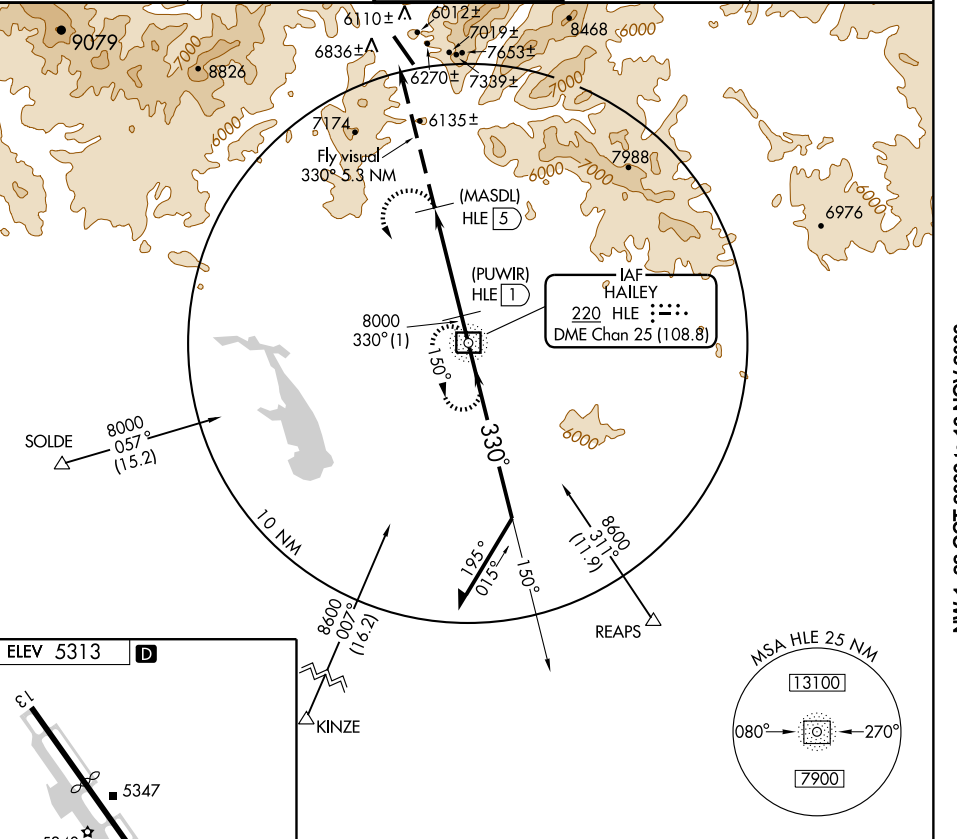 6110±
6012±
8468
6000
9079
7019±
6836±
7653±
7000
8826
6270±
7339±
7000
6000
7174
6135±
Fly visual
330° 5.3 NM
7988
6000
7000
6000
(MASDL)
HLE 5
6976
(PUWIR)
HLE 1
IAF
HAILEY
220 HLE
DME Chan 25 (108.8)
8000
330° (1)
150°
SOLDE
8000
057°
(15.2)
6000
330°
10 NM
195°
015°
150°
8600
311°
(11.9)
REAPS
8600
007°
(16.2)
KINZE
ELEV 5313
D
13
5347
MSA HLE 25 NM
13100
080°
270°
7900